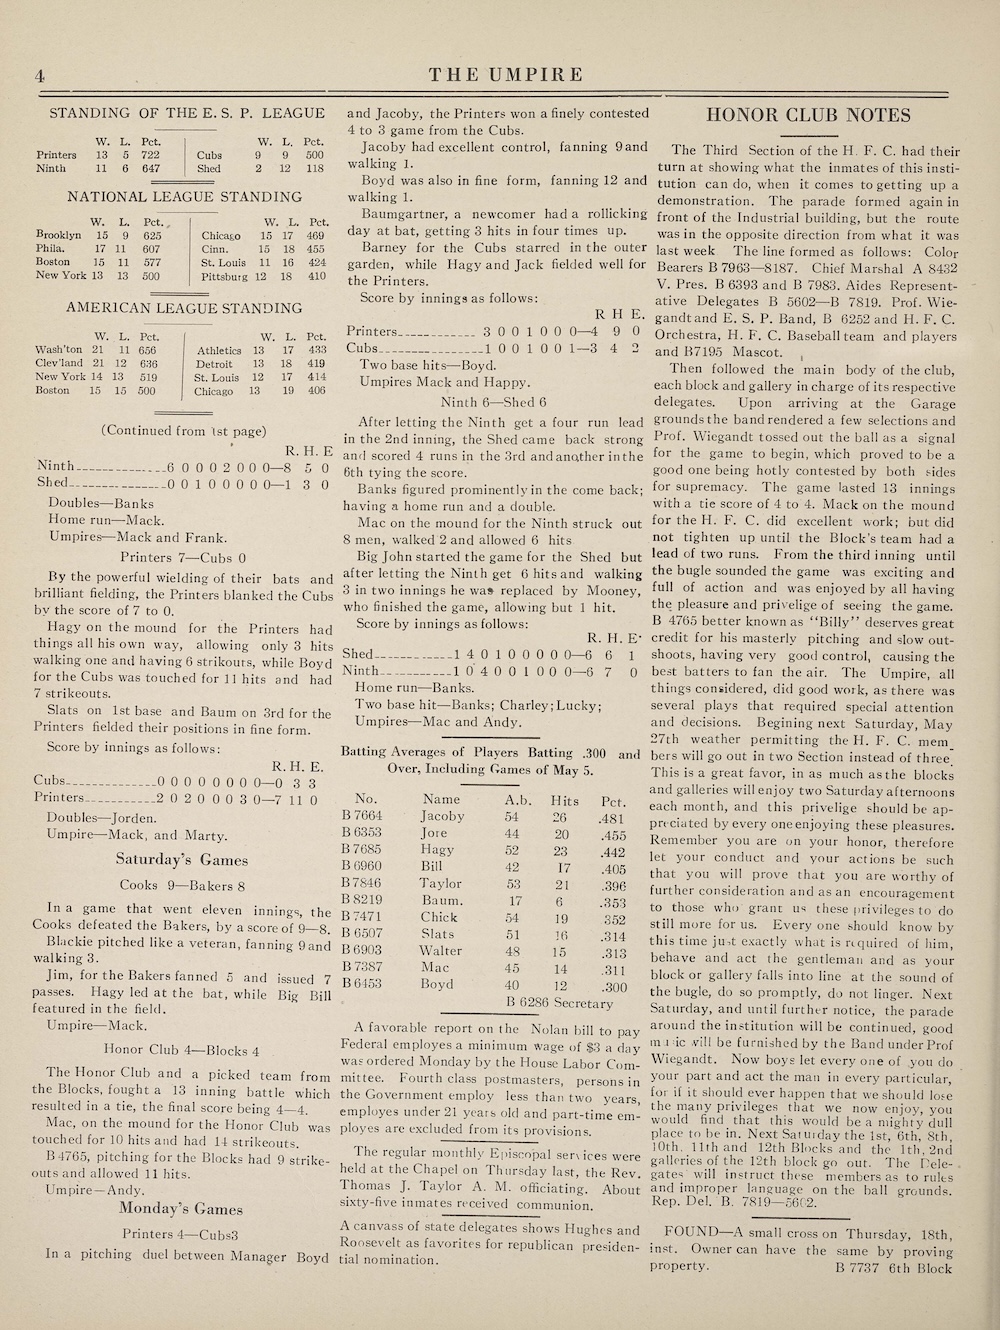 4
THE UMPIRE
STANDING OF THE E. S. P. LEAGUE
W. L. Pct. W. L. Pct.
Printers 13 5 722 Cubs 9 9 500
Ninth 11 6 647 Shed 2 12 118
NATIONAL LEAGUE STANDING
W. L. Pct. W. L. Pct.
Brooklyn 15 9 625 Chicago 15 17 469
Phila. 17 11 607 Cinn. 15 18 455
Boston 15 11 577 St. Louis 11 16 424
New York 13 13 500 Pittsburg 12 18 410
AMERICAN LEAGUE STANDING
W. L. Pct. W. L. Pct.
Wash'ton 21 11 656 Athletics 13 17 433
Clev'land 21 12 636 Detroit 13 18 419
New York 14 13 519 St. Louis 12 17 414
Boston 15 15 500 Chicago 13 19 406
(Continued from 1st page)
R. H. E
Ninth______________6 0 0 0 2 0 0 0—8 5 0
Shed_______________0 0 1 0 0 0 0 0—1 3 0
Doubles—Banks
Home run—Mack.
Umpires—Mack and Frank.
Printers 7—Cubs 0
By the powerful wielding of their bats and
brilliant fielding, the Printers blanked the Cubs
by the score of 7 to 0.
Hagy on the mound for the Printers had
things all his own way, allowing only 3 hits
walking one and having 6 strikouts, while Boyd
for the Cubs was touched for 11 hits and had
7 strikeouts.
Slats on 1st base and Baum on 3rd for the
Printers fielded their positions in fine form.
Score by innings as follows:
R. H. E.
Cubs______________0 0 0 0 0 0 0 0—0 3 3
Printers___________2 0 2 0 0 0 3 0—7 11 0
Doubles—Jorden.
Umpire—Mack, and Marty.
Saturday's Games
Cooks 9—Bakers 8
In a game that went eleven innings, the
Cooks defeated the Bakers, by a score of 9—8.
Blackie pitched like a veteran, fanning 9 and
walking 3.
Jim, for the Bakers fanned 5 and issued 7
passes. Hagy led at the bat, while Big Bill
featured in the field.
Umpire—Mack.
Honor Club 4—Blocks 4
The Honor Club and a picked team from
the Blocks, fought a 13 inning battle which
resulted in a tie, the final score being 4—4.
Mac, on the mound for the Honor Club was
touched for 10 hits and had 14 strikeouts.
B 4765, pitching for the Blocks had 9 strike-
outs and allowed 11 hits.
Umpire—Andy.
Monday's Games
Printers 4—Cubs3
In a pitching duel between Manager Boyd
and Jacoby, the Printers won a finely contested
4 to 3 game from the Cubs.
Jacoby had excellent control, fanning 9 and
walking 1.
Boyd was also in fine form, fanning 12 and
walking 1.
Baumgartner, a newcomer had a rollicking
day at bat, getting 3 hits in four times up.
Barney for the Cubs starred in the outer
garden, while Hagy and Jack fielded well for
the Printers.
Score by innings as follows:
R H E.
Printers____________ 3 0 0 1 0 0 0—4 9 0
Cubs________________1 0 0 1 0 0 1—3 4 2
Two base hits—Boyd.
Umpires Mack and Happy.
Ninth 6—Shed 6
After letting the Ninth get a four run lead
in the 2nd inning, the Shed came back strong
and scored 4 runs in the 3rd and another in the
6th tying the score.
Banks figured prominently in the come back;
having a home run and a double.
Mac on the mound for the Ninth struck out
8 men, walked 2 and allowed 6 hits
Big John started the game for the Shed but
after letting the Ninth get 6 hits and walking
3 in two innings he was replaced by Mooney,
who finished the game, allowing but 1 hit.
Score by innings as follows:
R. H. E.
Shed____________1 4 0 1 0 0 0 0 0—6 6 1
Ninth___________1 0 4 0 0 1 0 0 0—6 7 0
Home run—Banks.
Two base hit—Banks; Charley; Lucky;
Umpires—Mac and Andy.
Batting Averages of Players Batting .300 and
Over, Including Games of May 5.
No. Name A.b. Hits Pct.
B 7664 Jacoby 54 26 .481
B 6353 Jore 44 20 .455
B 7685 Hagy 52 23 .442
B 6960 Bill 42 17 .405
B 7846 Taylor 53 21 .396
B 8219 Baum. 17 6 .353
B 7471 Chick 54 19 .352
B 6507 Slats 51 16 .314
B 6903 Walter 48 15 .313
B 7387 Mac 45 14 .311
B 6453 Boyd 40 12 .300
B 6286 Secretary
A favorable report on the Nolan bill to pay
Federal employes a minimum wage of $3 a day
was ordered Monday by the House Labor Com-
mittee. Fourth class postmasters, persons in
the Government employ less than two years,
employes under 21 years old and part-time em-
ployes are excluded from its provisions.
The regular monthly Episcopal services were
held at the Chapel on Thursday last, the Rev.
Thomas J. Taylor A. M. officiating. About
sixty-five inmates received communion.
A canvass of state delegates shows Hughes and
Roosevelt as favorites for republican presiden-
tial nomination.
HONOR CLUB NOTES
The Third Section of the H. F. C. had their
turn at showing what the inmates of this insti-
tution can do, when it comes to getting up a
demonstration. The parade formed again in
front of the Industrial building, but the route
was in the opposite direction from what it was
last week The line formed as follows: Color
Bearers B 7963—8187. Chief Marshal A 8432
V. Pres. B 6393 and B 7983. Aides Represent-
ative Delegates B 5602—B 7819. Prof. Wie-
gandt and E. S. P. Band, B 6252 and H. F. C.
Orchestra, H. F. C. Baseball team and players
and B7195 Mascot.
Then followed the main body of the club,
each block and gallery in charge of its respective
delegates. Upon arriving at the Garage
grounds the band rendered a few selections and
Prof. Wiegandt tossed out the ball as a signal
for the game to begin, which proved to be a
good one being hotly contested by both sides
for supremacy. The game lasted 13 innings
with a tie score of 4 to 4. Mack on the mound
for the H. F. C. did excellent work; but did
not tighten up until the Block's team had a
lead of two runs. From the third inning until
the bugle sounded the game was exciting and
full of action and was enjoyed by all having
the pleasure and privelige of seeing the game.
B 4765 better known as "Billy" deserves great
credit for his masterly pitching and slow out-
shoots, having very good control, causing the
best batters to fan the air. The Umpire, all
things considered, did good work, as there was
several plays that required special attention
and decisions. Begining next Saturday, May
27th weather permitting the H. F. C. mem_
bers will go out in two Section instead of three
This is a great favor, in as much as the blocks
and galleries will enjoy two Saturday afternoons
each month, and this privelige should be ap-
preciated by every one enjoying these pleasures.
Remember you are on your honor, therefore
let your conduct and your actions be such
that you will prove that you are worthy of
further consideration and as an encouragement
to those who grant us these privileges to do
still more for us. Every one should know by
this time just exactly what is required of him,
behave and act the gentleman and as your
block or gallery falls into line at the sound of
the bugle, do so promptly, do not linger. Next
Saturday, and until further notice, the parade
around the institution will be continued, good
music will be furnished by the Band under Prof
Wiegandt. Now boys let every one of you do
your part and act the man in every particular,
for if it should ever happen that we should lose
the many privileges that we now enjoy, you
would find that this would be a mighty dull
place to be in. Next Saturday the 1st, 6th, 8th,
10th, 11th and 12th Blocks and the 1th, 2nd
galleries of the 12th block go out. The Dele-
gates will instruct these members as to rules
and improper language on the ball grounds.
Rep. Del. B. 7819—5602.
FOUND—A small cross on Thursday, 18th,
inst. Owner can have the same by proving
property. B 7737 6th Block